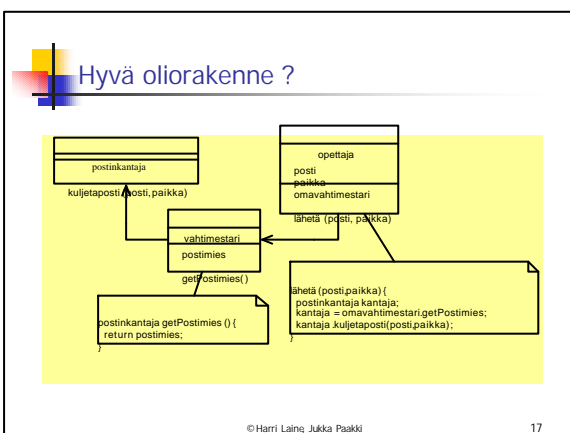 Hyvä oliorakenne ?
postinkantaja
kuljetaposti (posti,paikka)
opettaja
posti
paikka
omavahtimestari
lähetä (posti, paikka)
vahtimestari
postimies
getPostimies()
postinkantaja getPostimies () {
return postimies;
}
lähetä (posti,paikka) {
postinkantaja kantaja;
kantaja = omavahtimestari.getPostimies;
kantaja .kuljetaposti(posti,paikka) ;
}
© Harri Laine, Jukka Paakki
17